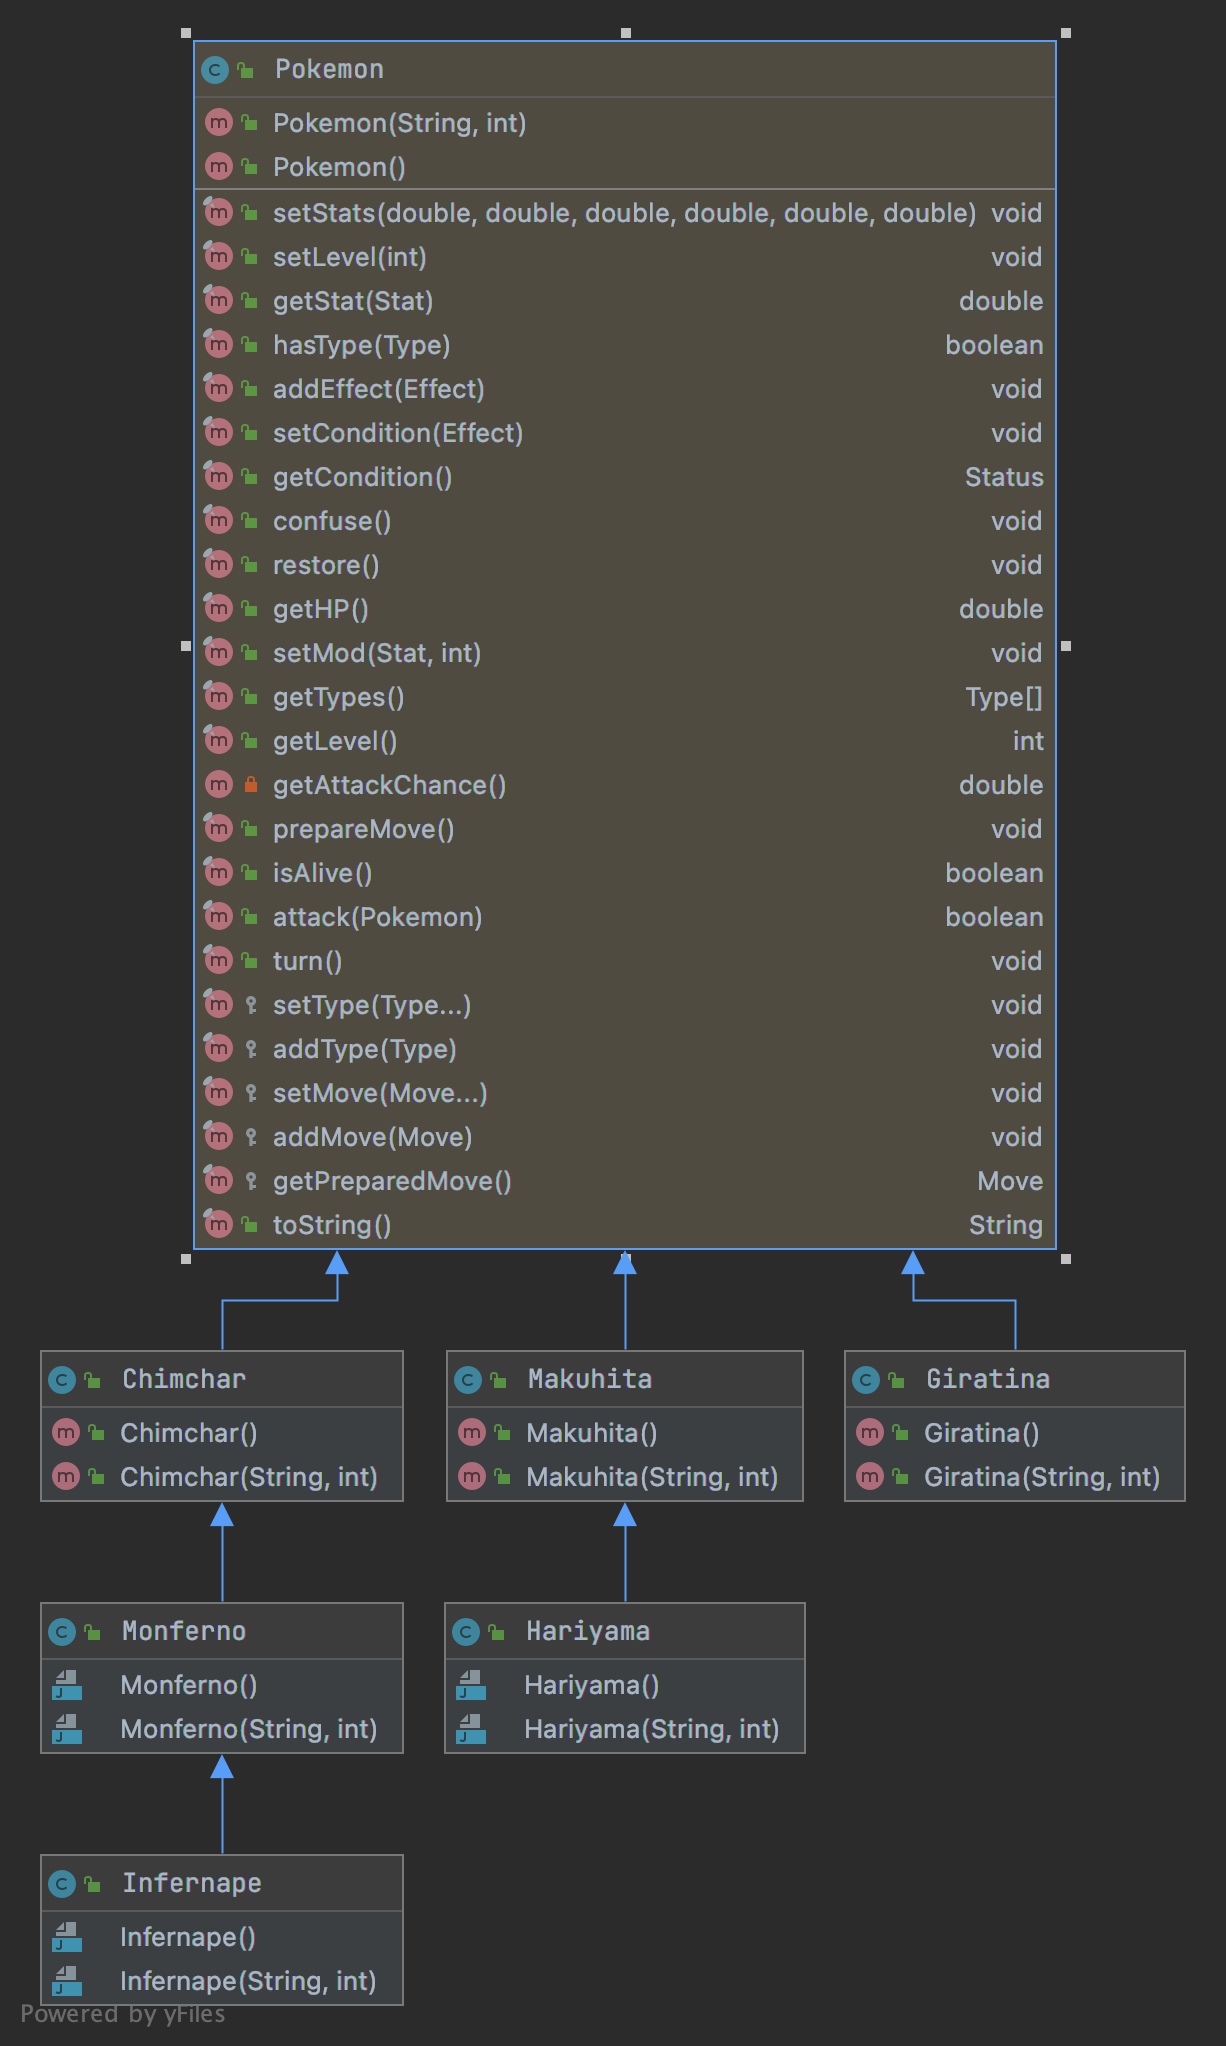 Pokemon
Pokemon(String, int)
Pokemon()
setStats(double, double, double, double, double, double) void
setLevel(int) void
getStat(Stat) double
hasType(Type) boolean
addEffect(Effect) void
setCondition(Effect) void
getCondition() Status
confuse() void
restore() void
getHP() double
setMod(Stat, int) void
getTypes() Type[]
getLevel() int
getAttackChance() double
prepareMove() void
isAlive() boolean
attack(Pokemon) boolean
turn() void
setType(Type...) void
addType(Type) void
setMove(Move...) void
addMove(Move) void
getPreparedMove() Move
toString() String
Chimchar
Chimchar()
Chimchar(String, int)
Makuhita
Makuhita()
Makuhita(String, int)
Giratina
Giratina()
Giratina(String, int)
Monferno
Monferno()
Monferno(String, int)
Hariyama
Hariyama()
Hariyama(String, int)
Infernape
Infernape()
Infernape(String, int)
Powered by yFiles